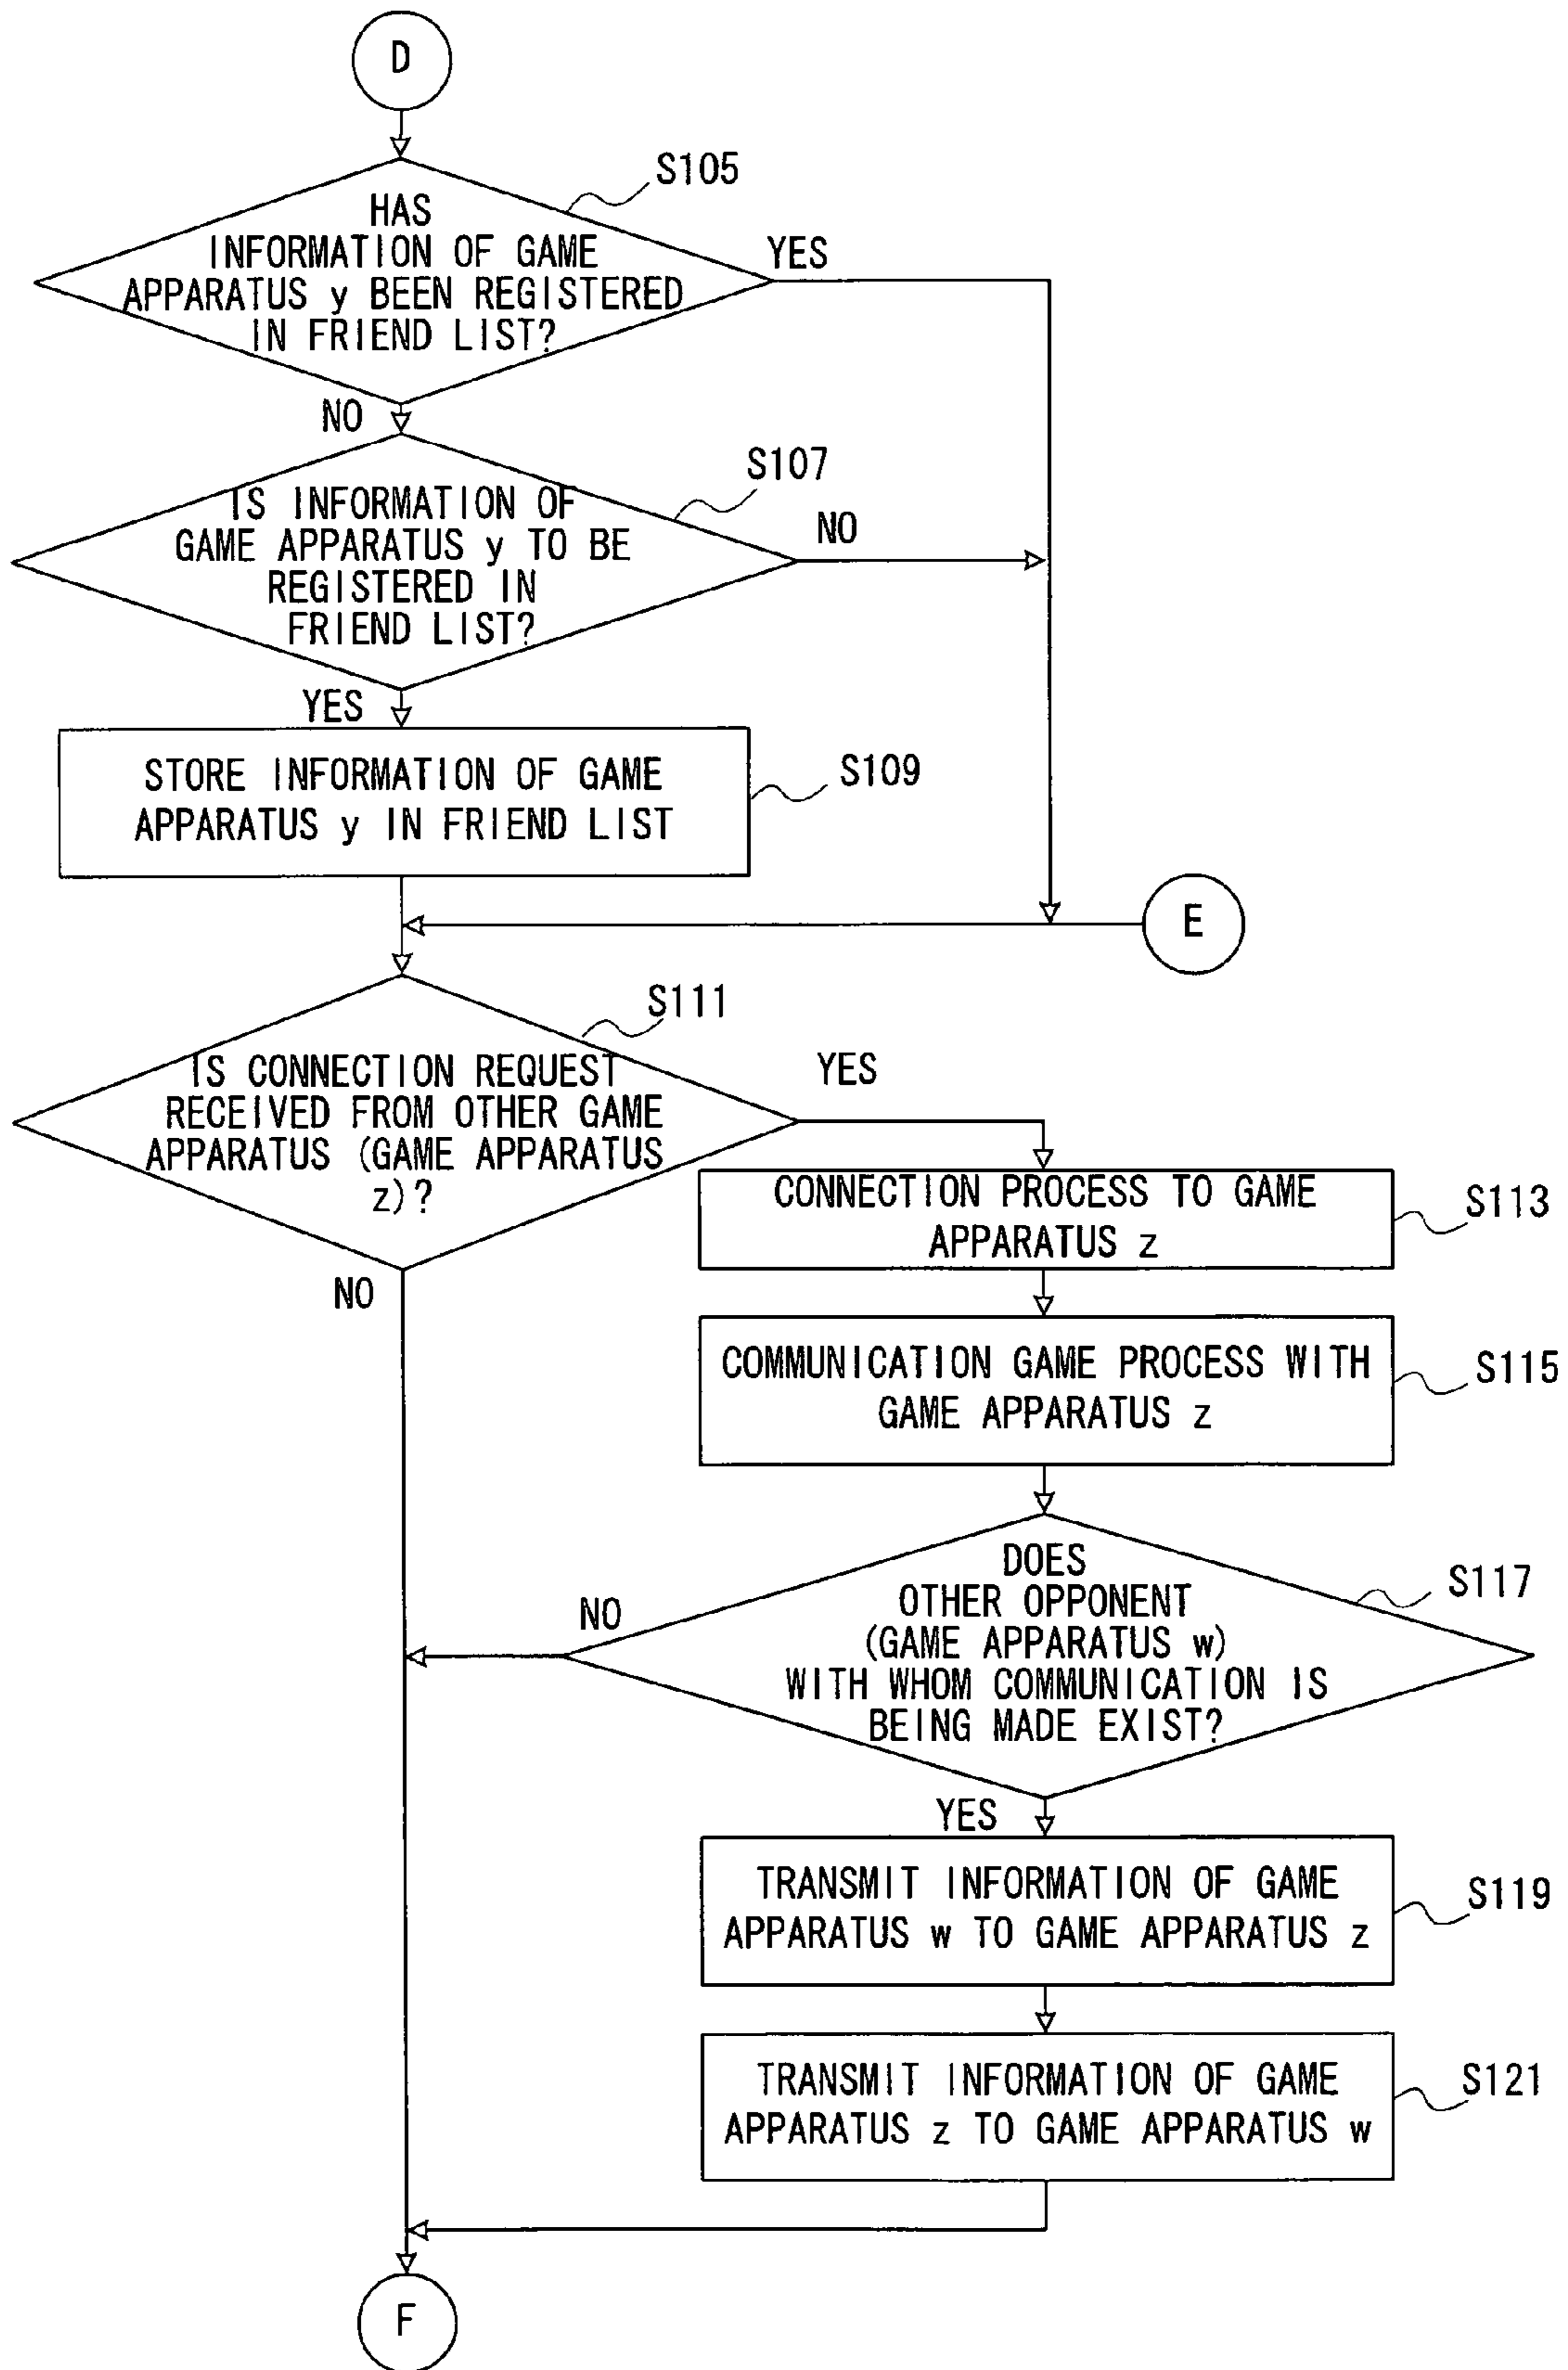 D
S105
HAS
INFORMATION OF GAME
APPARATUS y BEEN REGISTERED
IN FRIEND LIST?
YES
NO
S107
IS INFORMATION OF
GAME APPARATUS y TO BE
REGISTERED IN
FRIEND LIST?
NO
YES
STORE INFORMATION OF GAME
APPARATUS y IN FRIEND LIST
S109
E
S111
IS CONNECTION REQUEST
RECEIVED FROM OTHER GAME
APPARATUS (GAME APPARATUS
z)?
YES
NO
CONNECTION PROCESS TO GAME
APPARATUS z
S113
COMMUNICATION GAME PROCESS WITH
GAME APPARATUS z
S115
DOES
OTHER OPPONENT
(GAME APPARATUS w)
WITH WHOM COMMUNICATION IS
BEING MADE EXIST?
S117
NO
YES
TRANSMIT INFORMATION OF GAME
APPARATUS w TO GAME APPARATUS z
S119
TRANSMIT INFORMATION OF GAME
APPARATUS z TO GAME APPARATUS w
S121
F